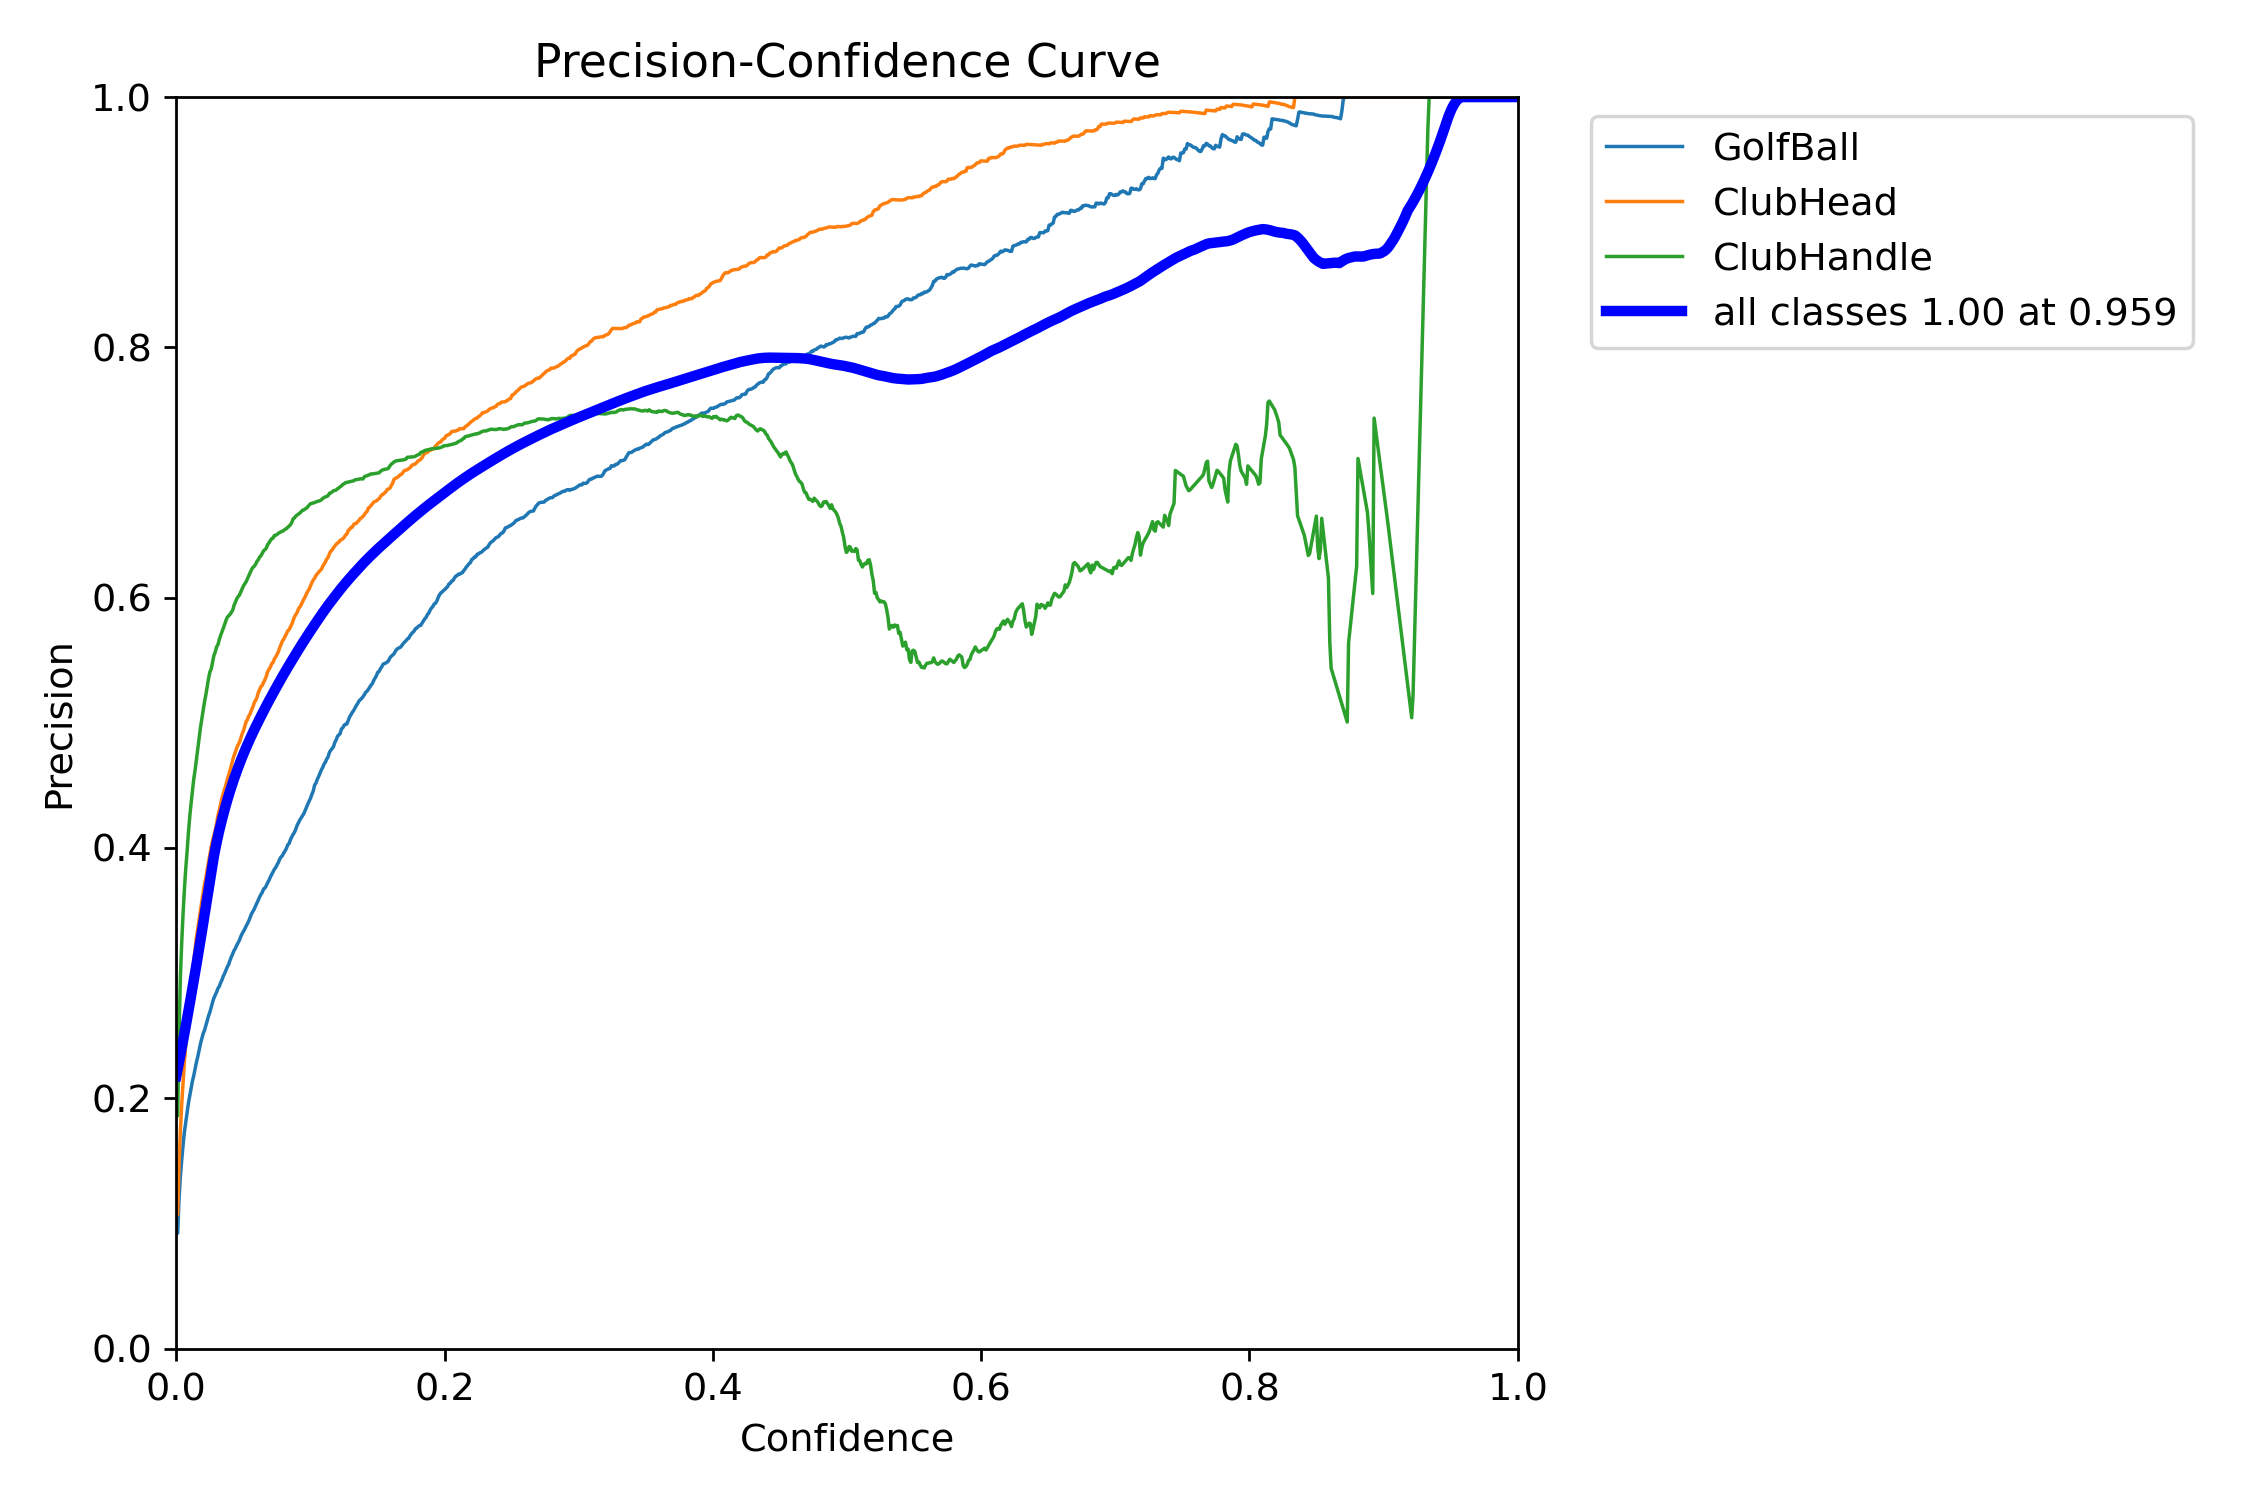 Precision-Confidence Curve
1.0
0.8
0.6
0.4
0.2
0.0
Precision
0.0 0.2 0.4 0.6 0.8 1.0
Confidence
GolfBall
ClubHead
ClubHandle
all classes 1.00 at 0.959